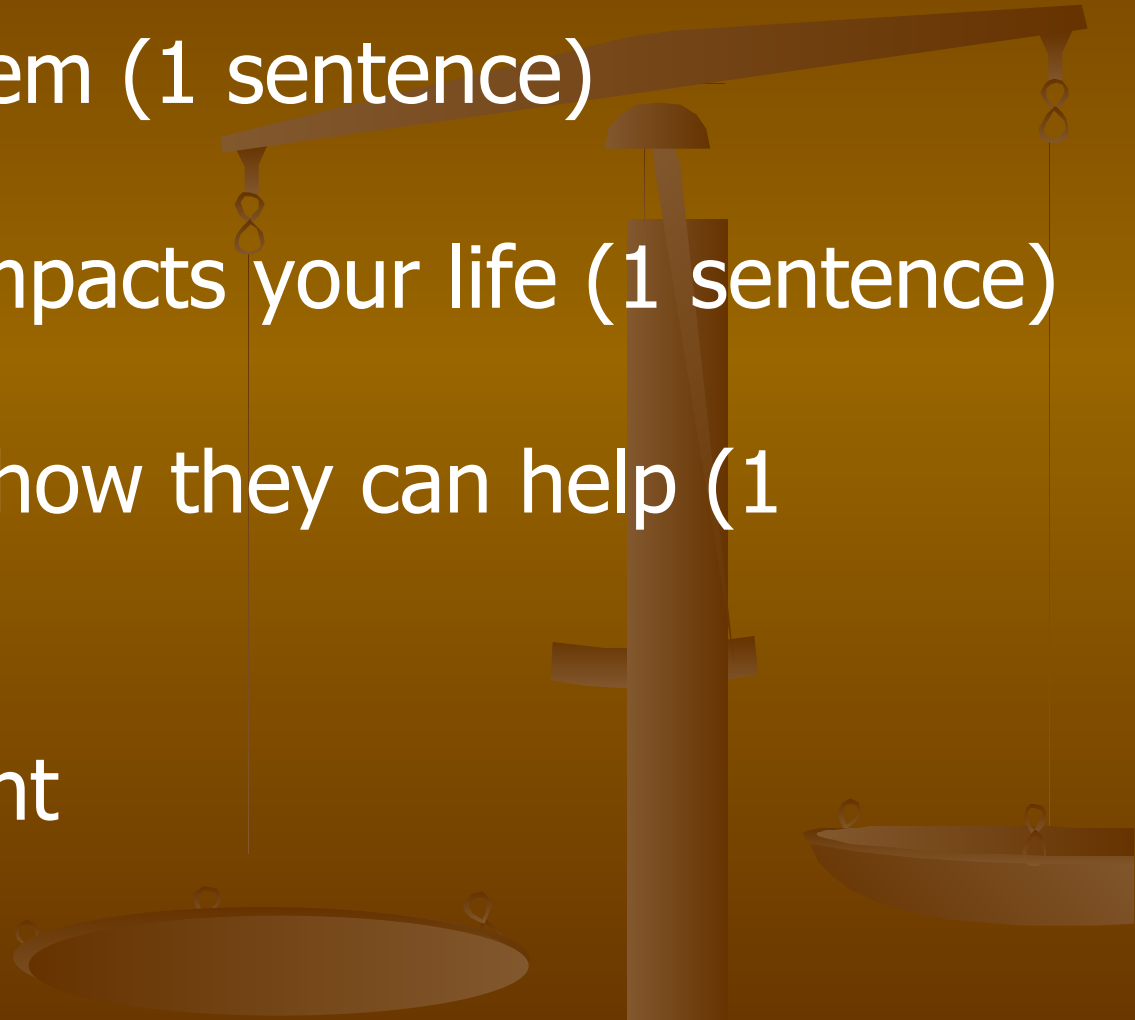 em (1 sentence)
npacts your life (1 sentence)
how they can help (1
nt